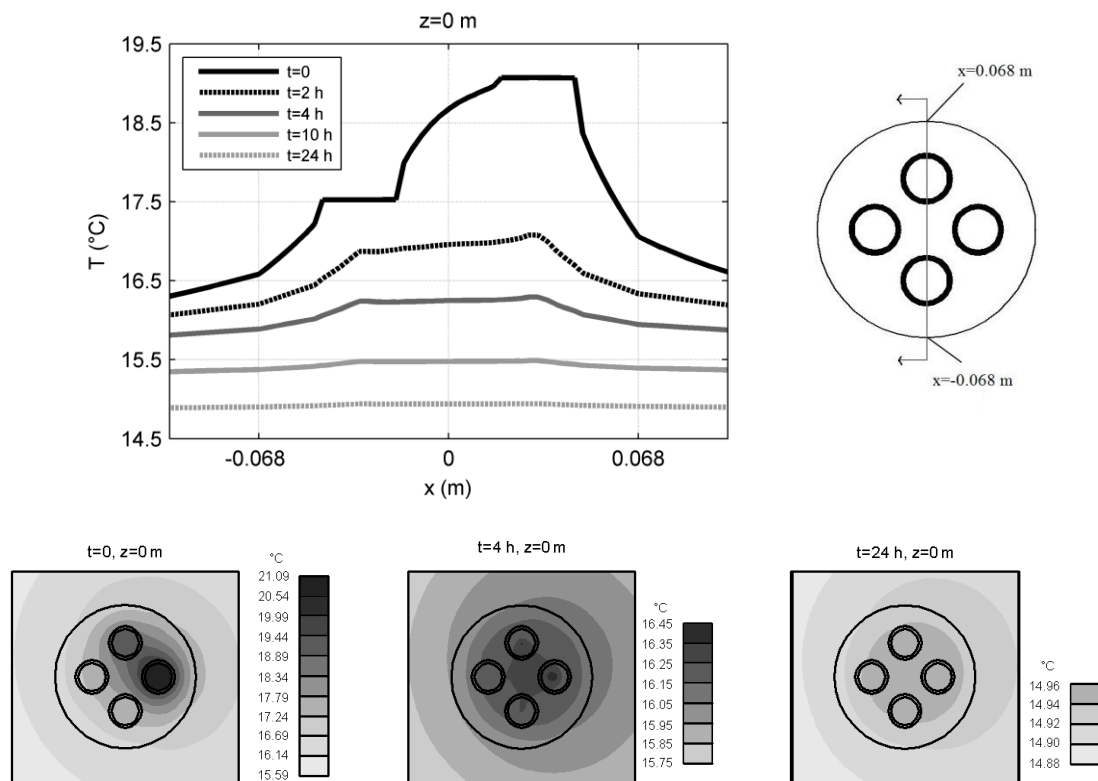 z=0 m
19.5
18.5
17.5
16.5
15.5
14.5
T (°C)
t=0
t=2 h
t=4 h
t=10 h
t=24 h
-0.068
0
0.068
x (m)
x=0.068 m
x=-0.068 m
t=0, z=0 m
°C
21.09
20.54
19.99
19.44
18.89
18.34
17.79
17.24
16.69
16.14
15.59
t=4 h, z=0 m
°C
16.45
16.35
16.25
16.15
16.05
15.95
15.85
15.75
t=24 h, z=0 m
°C
14.96
14.94
14.92
14.90
14.88